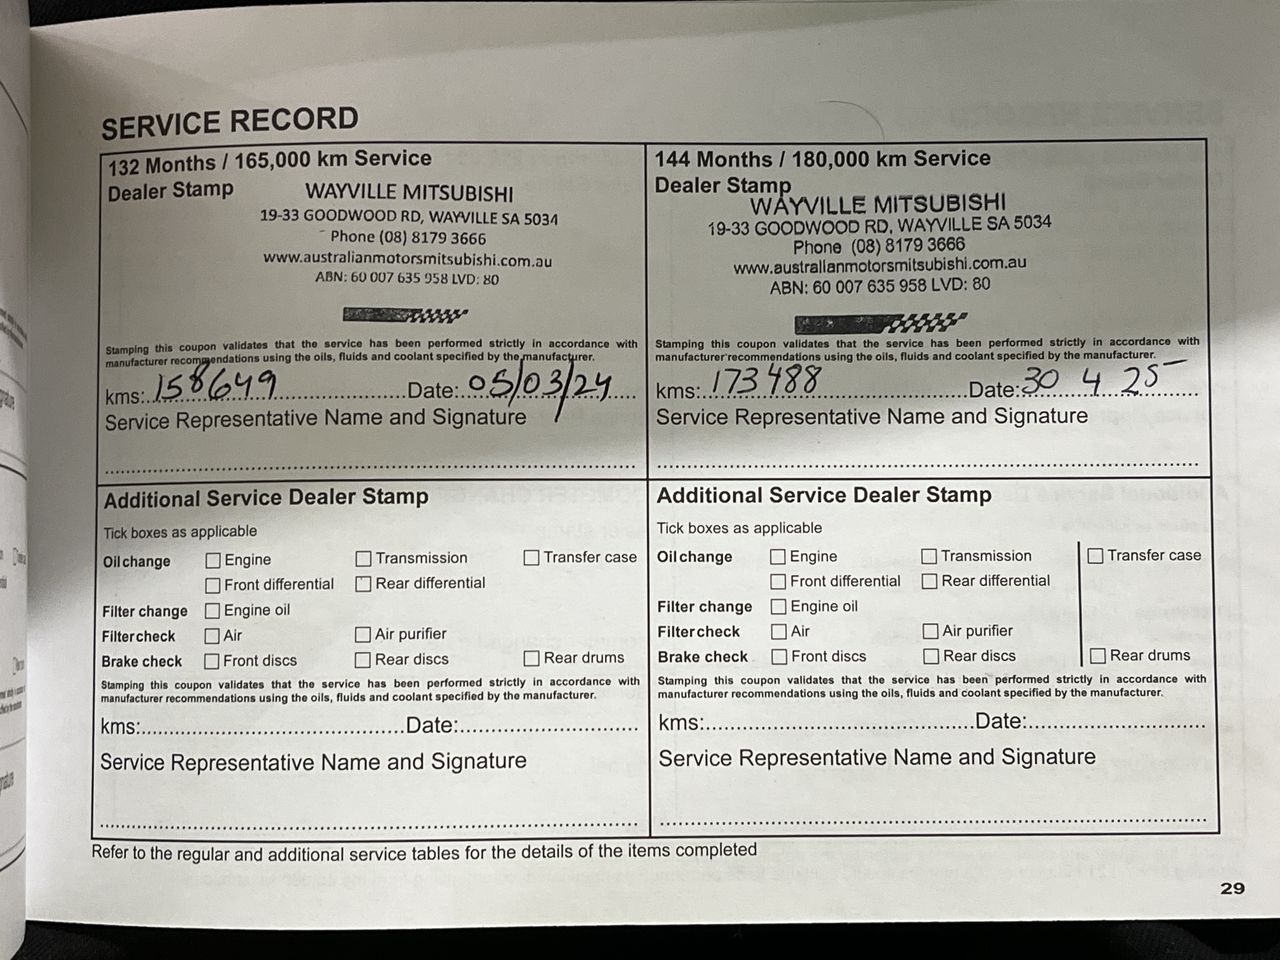 SERVICE RECORD
132 Months / 165,000 km Service
Dealer Stamp
WAYVILLE MITSUBISHI
19-33 GOODWOOD RD, WAYVILLE SA 5034
Phone (08) 8179 3666
www.australianmotorsmitsubishi.com.au
ABN: 60 007 635 958 LVD: 80
Stamping this coupon validates that the service has been performed strictly in accordance with
manufacturer recommendations using the oils, fluids and coolant specified by the manufacturer.
kms: 158649 Date: 05/03/24
Service Representative Name and Signature
144 Months / 180,000 km Service
Dealer Stamp
WAYVILLE MITSUBISHI
19-33 GOODWOOD RD, WAYVILLE SA 5034
Phone (08) 8179 3666
www.australianmotorsmitsubishi.com.au
ABN: 60 007 635 958 LVD: 80
Stamping this coupon validates that the service has been performed strictly in accordance with
manufacturer recommendations using the oils, fluids and coolant specified by the manufacturer.
kms: 173488 Date: 30 4 25
Service Representative Name and Signature
Additional Service Dealer Stamp
Tick boxes as applicable
Oil change Engine Transmission Transfer case
Front differential Rear differential
Filter change Engine oil
Filter check Air Air purifier
Brake check Front discs Rear discs Rear drums
Stamping this coupon validates that the service has been performed strictly in accordance with
manufacturer recommendations using the oils, fluids and coolant specified by the manufacturer.
kms: Date:
Service Representative Name and Signature
Additional Service Dealer Stamp
Tick boxes as applicable
Oil change Engine Transmission Transfer case
Front differential Rear differential
Filter change Engine oil
Filter check Air Air purifier
Brake check Front discs Rear discs Rear drums
Stamping this coupon validates that the service has been performed strictly in accordance with
manufacturer recommendations using the oils, fluids and coolant specified by the manufacturer.
kms: Date:
Service Representative Name and Signature
Refer to the regular and additional service tables for the details of the items completed
29